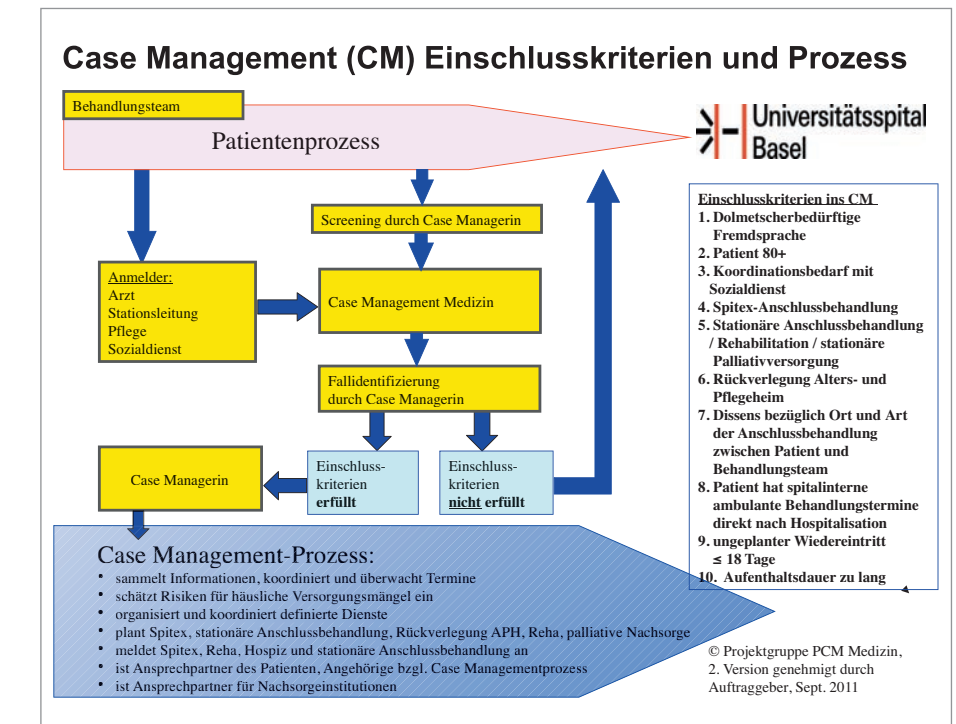 Case Management (CM) Einschlusskriterien und Prozess
Behandlungsteam
Patientenprozess
Universitätsspital
Basel
Screening durch Case Managerin
Anmelder:
Arzt
Stationsleitung
Pflege
Sozialdienst
Case Management Medizin
Fallidentifizierung
durch Case Managerin
Case Managerin
Einschluss-
kriterien
erfüllt
Einschluss-
kriterien
nicht erfüllt
Einschlusskriterien ins CM
1. Dolmetscherbedürftige
Fremdsprache
2. Patient 80+
3. Koordinationsbedarf mit
Sozialdienst
4. Spitex-Anschlussbehandlung
5. Stationäre Anschlussbehandlung
/ Rehabilitation / stationäre
Palliativversorgung
6. Rückverlegung Alters- und
Pflegeheim
7. Dissens bezüglich Ort und Art
der Anschlussbehandlung
zwischen Patient und
Behandlungsteam
8. Patient hat spitalinterne
ambulante Behandlungstermine
direkt nach Hospitalisation
9. ungeplanter Wiedereintritt
≤ 18 Tage
10. Aufenthaltsdauer zu lang
Case Management-Prozess:
• sammelt Informationen, koordiniert und überwacht Termine
• schätzt Risiken für häusliche Versorgungsmängel ein
• organisiert und koordiniert definierte Dienste
• plant Spitex, stationäre Anschlussbehandlung, Rückverlegung APH, Reha, palliative Nachsorge
• meldet Spitex, Reha, Hospiz und stationäre Anschlussbehandlung an
• ist Ansprechpartner des Patienten, Angehörige bzgl. Case Managementprozess
• ist Ansprechpartner für Nachsorgeinstitutionen
© Projektgruppe PCM Medizin,
2. Version genehmigt durch
Auftraggeber, Sept. 2011